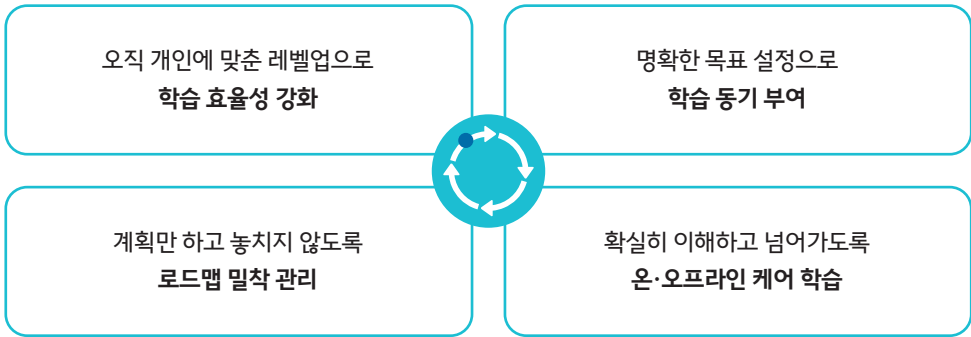 오직 개인에 맞춘 레벨업으로
학습 효율성 강화
명확한 목표 설정으로
학습 동기 부여
계획만 하고 놓치지 않도록
로드맵 밀착 관리
확실히 이해하고 넘어가도록
온·오프라인 케어 학습